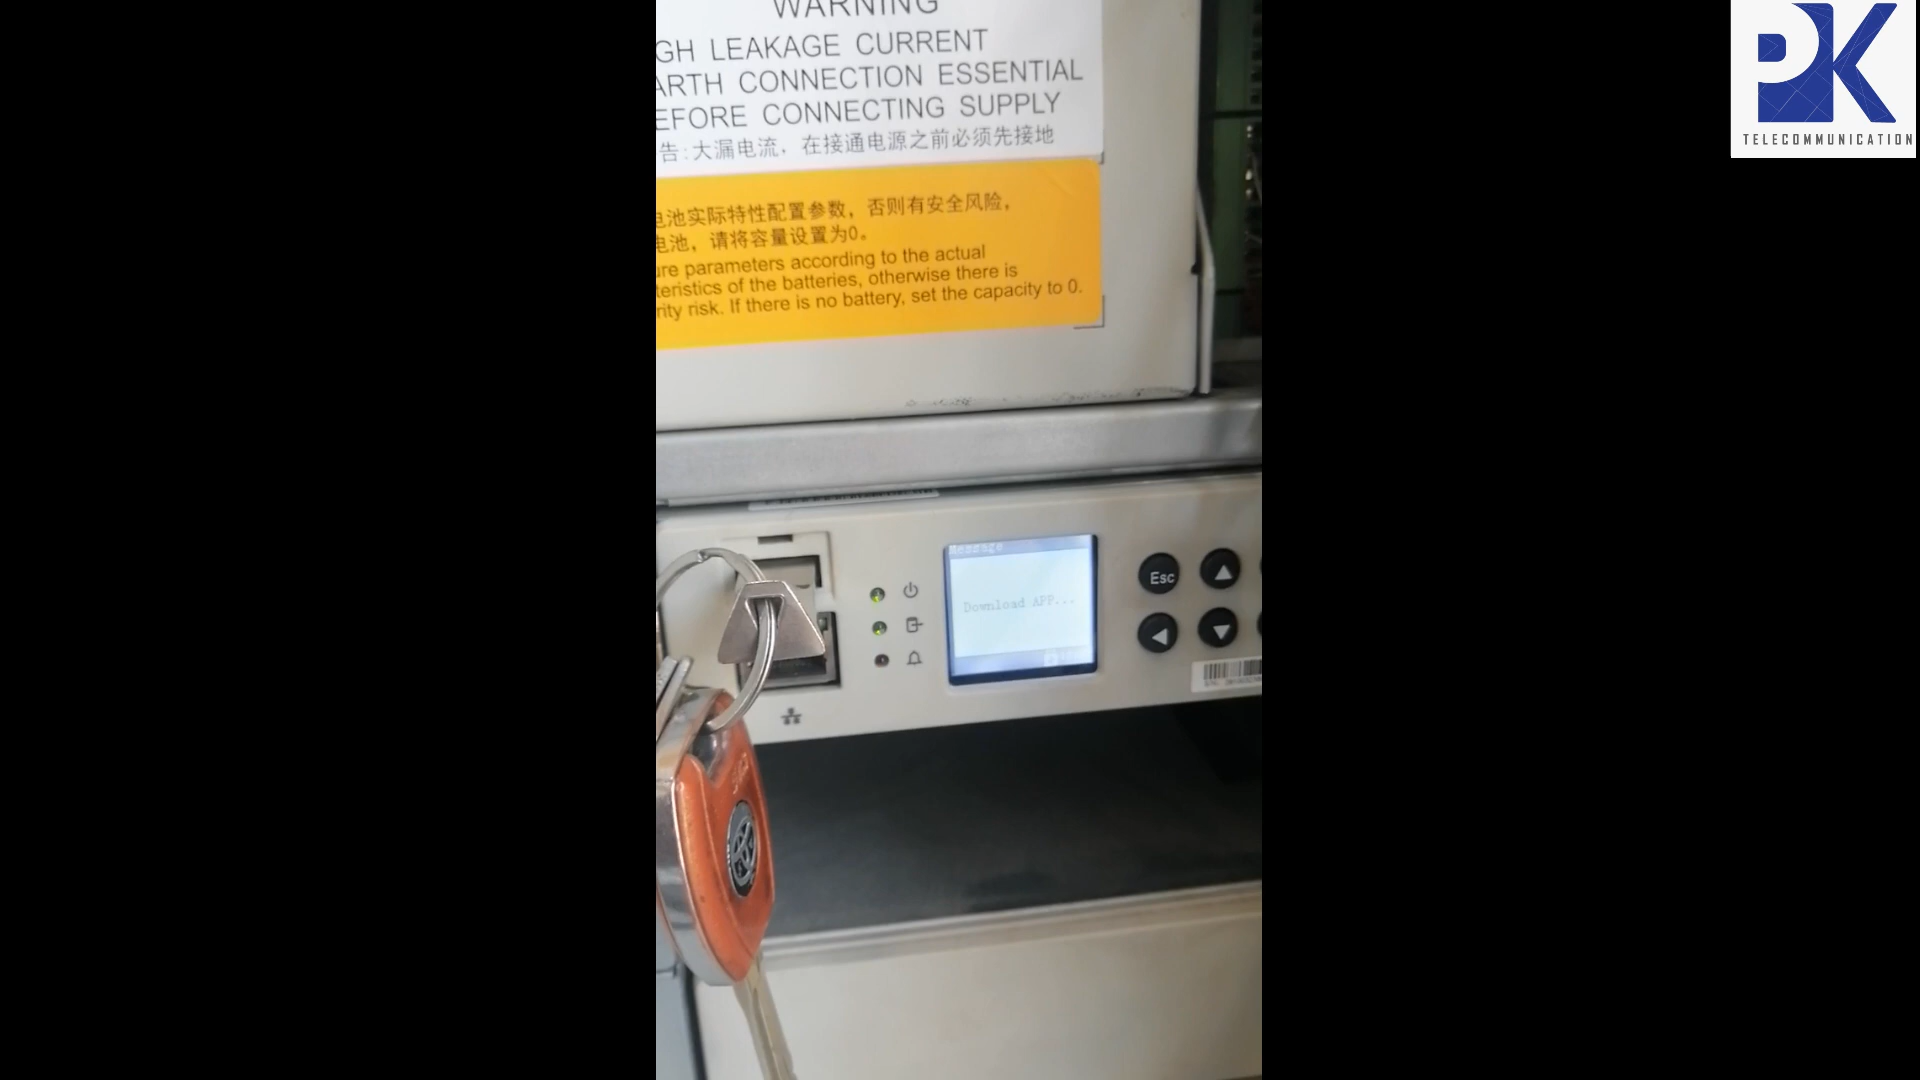 WARNING
GH LEAKAGE CURRENT
ARTH CONNECTION ESSENTIAL
EFORE CONNECTING SUPPLY
告:大漏电流，在接通电源之前必须先接地
电池实际特性配置参数，否则有安全风险，
电池，请将容量设置为0。
ure parameters according to the actual
teristics of the batteries, otherwise there is
rity risk. If there is no battery, set the capacity to 0.
Message
Download APP...
Esc
PK
TELECOMMUNICATION